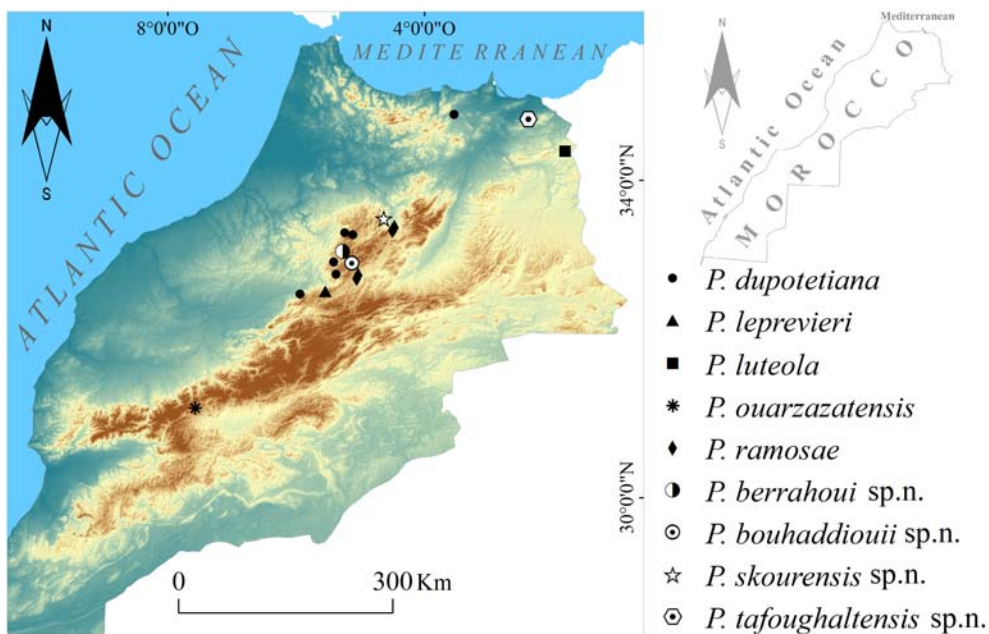 N
S
8°0'0"O
4°0'0"O
MEDITE RRANEAN
ATLANTIC OCEAN
34°0'0"N
30°0'0"N
0 300 Km
N
S
Mediterranean
Atlantic Ocean
MOROCCO
P. dupotetiana
P. leprevieri
P. luteola
P. ouarzazatensis
P. ramosae
P. berrahoui sp.n.
P. bouhaddiouii sp.n.
P. skourensis sp.n.
P. tafoughaltensis sp.n.